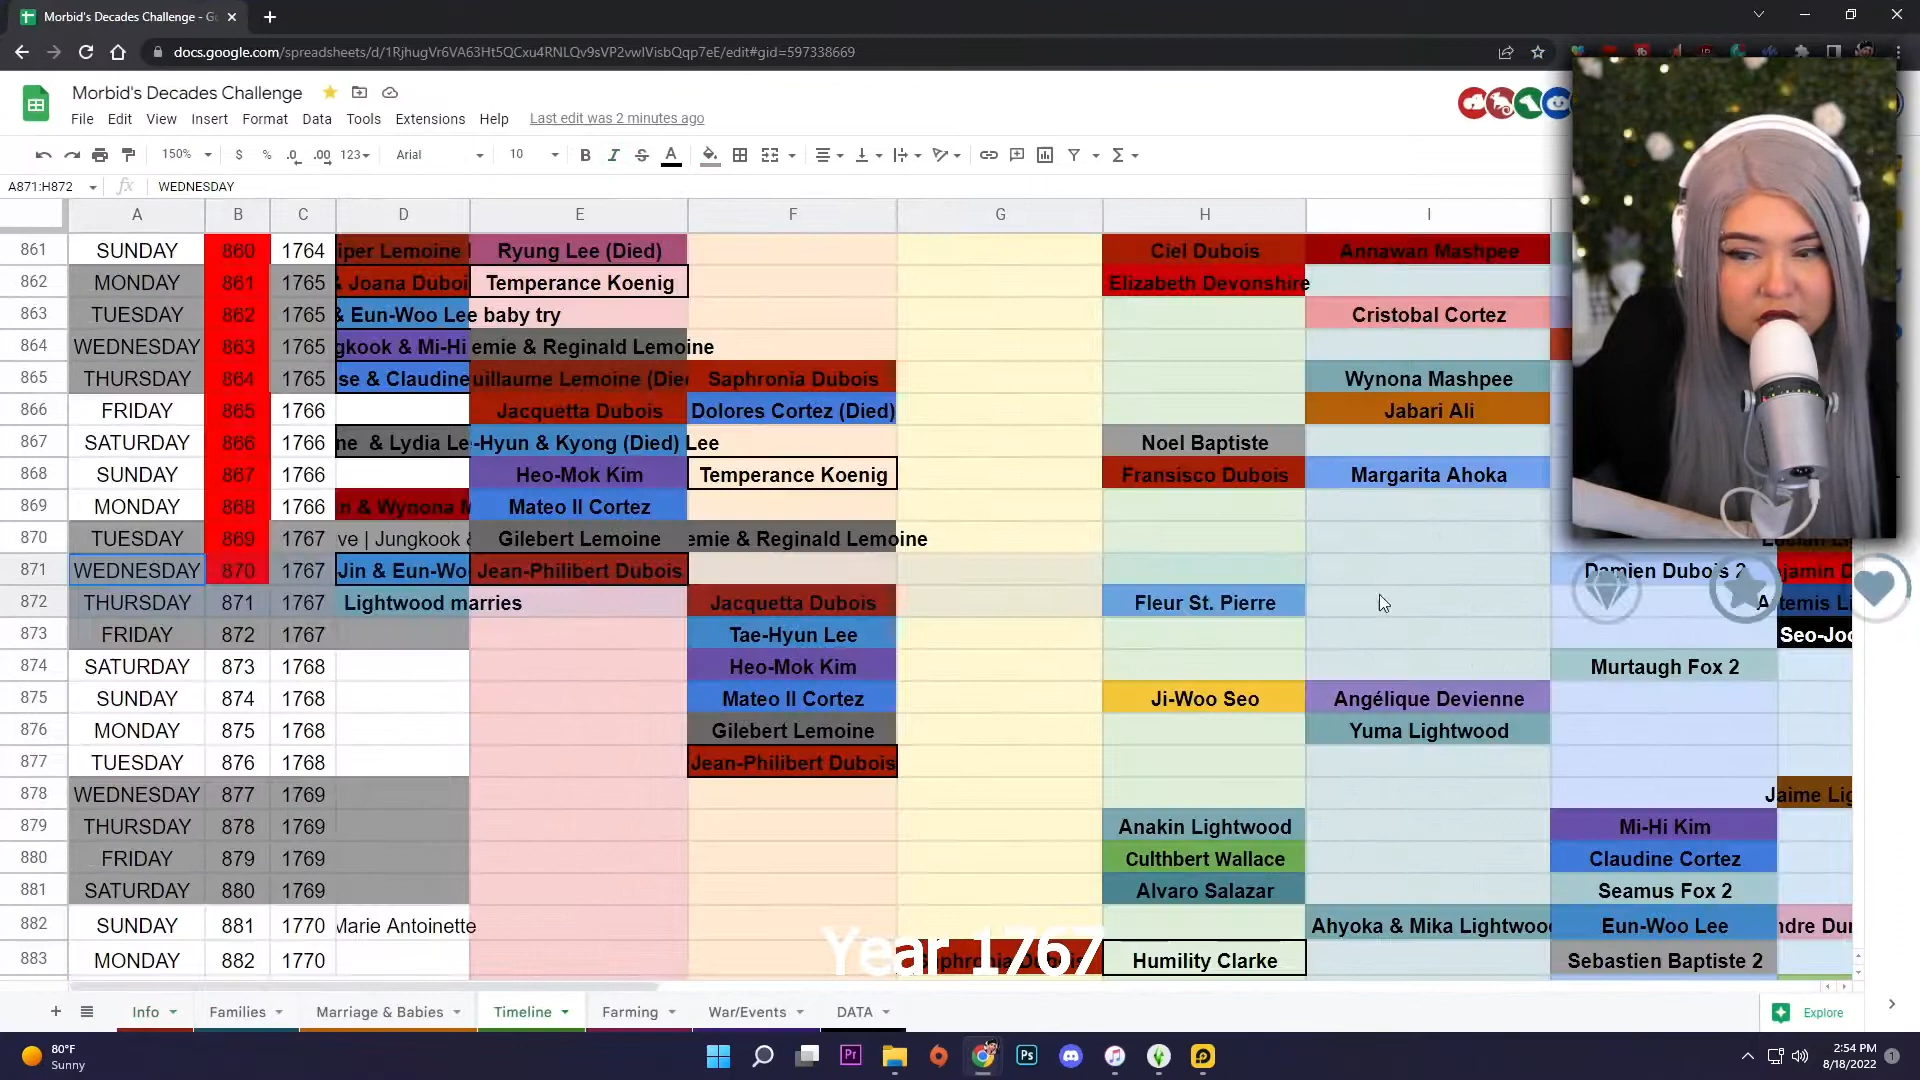 Morbid's Decades Challenge - G
docs.google.com/spreadsheets/d/1RjhugVr6VA63Ht5QCxu4RNLQv9sVP2vwIVisbQqp7eE/edit#gid=597338669
Morbid's Decades Challenge
File Edit View Insert Format Data Tools Extensions Help Last edit was 2 minutes ago
150% $ % .0 .00 123 Arial 10 B I S A
A871:H872 fx WEDNESDAY
A B C D E F G H I
861 SUNDAY 860 1764 iper Lemoine Ryung Lee (Died) Ciel Dubois Annawan Mashpee
862 MONDAY 861 1765 & Joana Duboi Temperance Koenig Elizabeth Devonshire
863 TUESDAY 862 1765 & Eun-Woo Lee baby try Cristobal Cortez
864 WEDNESDAY 863 1765 gkook & Mi-Hi emie & Reginald Lemoine
865 THURSDAY 864 1765 se & Claudine uillaume Lemoine (Died Saphronia Dubois Wynona Mashpee
866 FRIDAY 865 1766 Jacquetta Dubois Dolores Cortez (Died) Jabari Ali
867 SATURDAY 866 1766 ne & Lydia Le -Hyun & Kyong (Died) Lee Noel Baptiste
868 SUNDAY 867 1766 Heo-Mok Kim Temperance Koenig Fransisco Dubois Margarita Ahoka
869 MONDAY 868 1766 n & Wynona M Mateo II Cortez
870 TUESDAY 869 1767 ve | Jungkook & Gilebert Lemoine emie & Reginald Lemoine
871 WEDNESDAY 870 1767 Jin & Eun-Wo Jean-Philibert Dubois Damien Dubois 2 jamin D
872 THURSDAY 871 1767 Lightwood marries Jacquetta Dubois Fleur St. Pierre Artemis Li
873 FRIDAY 872 1767 Tae-Hyun Lee Seo-Joo
874 SATURDAY 873 1768 Heo-Mok Kim Murtaugh Fox 2
875 SUNDAY 874 1768 Mateo II Cortez Ji-Woo Seo Angélique Devienne
876 MONDAY 875 1768 Gilebert Lemoine Yuma Lightwood
877 TUESDAY 876 1768 Jean-Philibert Dubois
878 WEDNESDAY 877 1769 Jaime Lig
879 THURSDAY 878 1769 Anakin Lightwood Mi-Hi Kim
880 FRIDAY 879 1769 Culthbert Wallace Claudine Cortez
881 SATURDAY 880 1769 Alvaro Salazar Seamus Fox 2
882 SUNDAY 881 1770 Marie Antoinette Ahyoka & Mika Lightwood Eun-Woo Lee ndre Dur
883 MONDAY 882 1770 Saphronia Dubois Humility Clarke Sebastien Baptiste 2
Year 1767
Info Families Marriage & Babies Timeline Farming War/Events DATA Explore
80°F
Sunny
Pr Ps
2:54 PM
8/18/2022 1